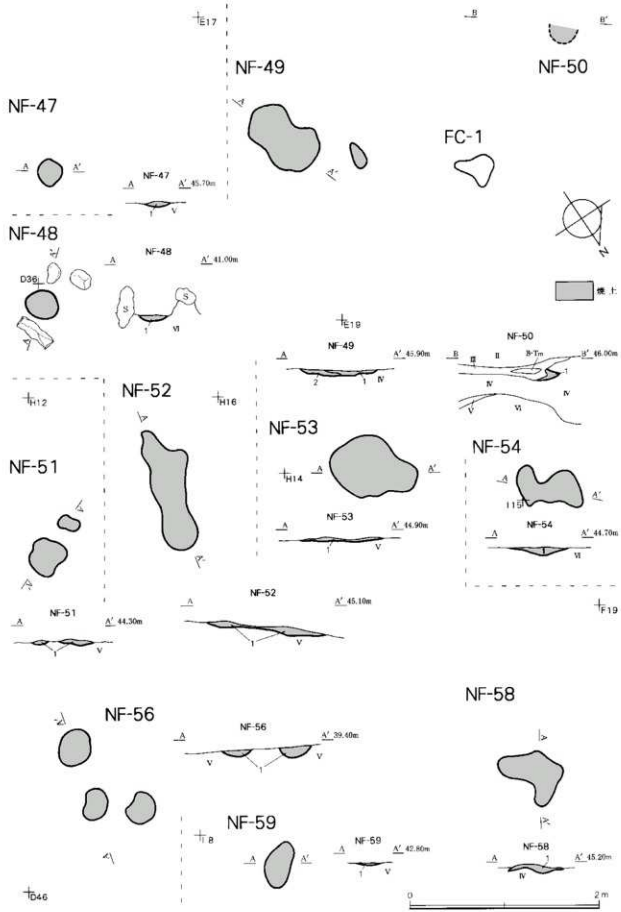 E17
B
B′
NF-49
NF-50
NF-47
A
FC-1
A
A′
NF-47
A
A′ 45.70m
A′
1
V
N
NF-48
A′
D36
A
NF-48
A
A′ 41.00m
S
S
1
VI
焼土
E19
NF-49
A
A′ 45.90m
2
1
IV
NF-50
B
III
II
B-Tm
B′ 46.00m
1
IV
IV
V
VI
H12
NF-52
H16
A
NF-53
H14
A
A′
NF-54
A
I15
A′
NF-51
A
A′
A′
NF-53
A
A′ 44.90m
1
V
NF-54
A
A′ 44.70m
1
VI
NF-51
A
A′ 44.30m
1
V
NF-52
A
A′ 45.10m
1
V
F19
NF-56
A′
NF-56
A
A′ 39.40m
V
1
V
NF-58
A
A′
A
I8
NF-59
A
A′
NF-59
A
A′ 42.80m
1
V
NF-58
A
A′ 45.20m
1
IV
D46
0
2 m